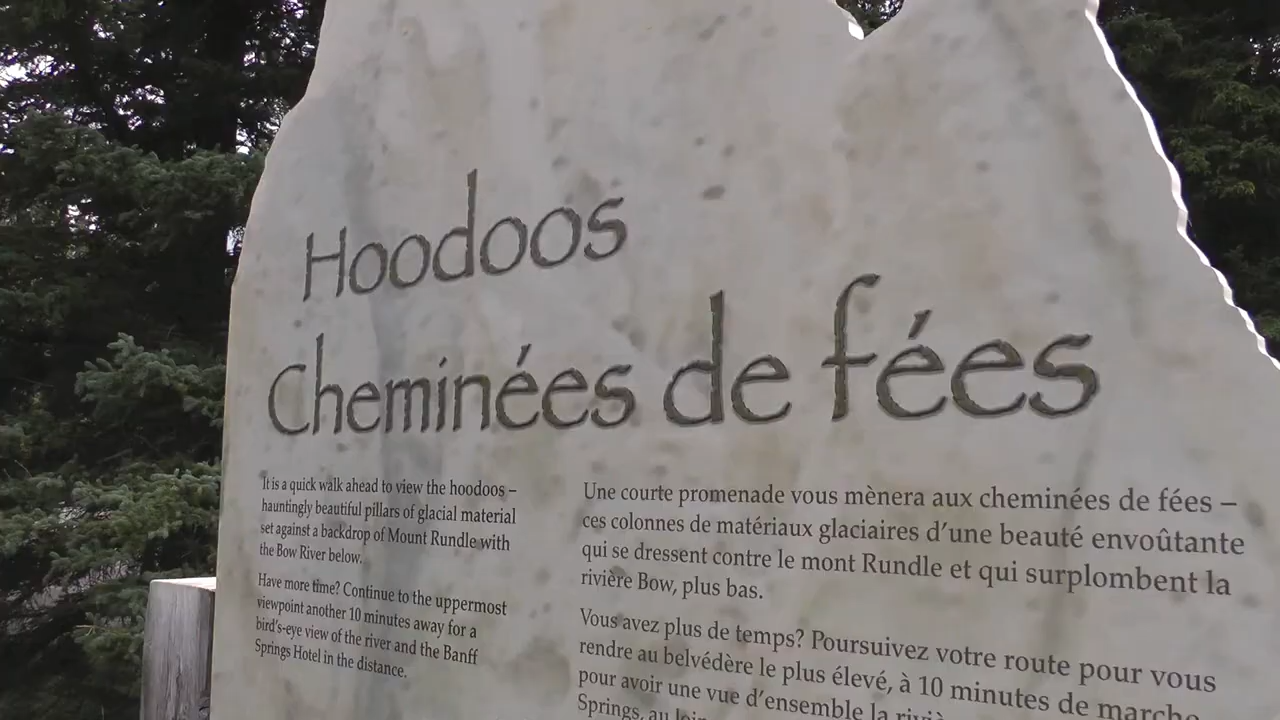 Hoodoos
Cheminées de fées
It is a quick walk ahead to view the hoodoos –
hauntingly beautiful pillars of glacial material
set against a backdrop of Mount Rundle with
the Bow River below.
Have more time? Continue to the uppermost
viewpoint another 10 minutes away for a
bird's-eye view of the river and the Banff
Springs Hotel in the distance.
Une courte promenade vous mènera aux cheminées de fées –
ces colonnes de matériaux glaciaires d'une beauté envoûtante
qui se dressent contre le mont Rundle et qui surplombent la
rivière Bow, plus bas.
Vous avez plus de temps? Poursuivez votre route pour vous
rendre au belvédère le plus élevé, à 10 minutes de marche
pour avoir une vue d'ensemble la
Springs, au